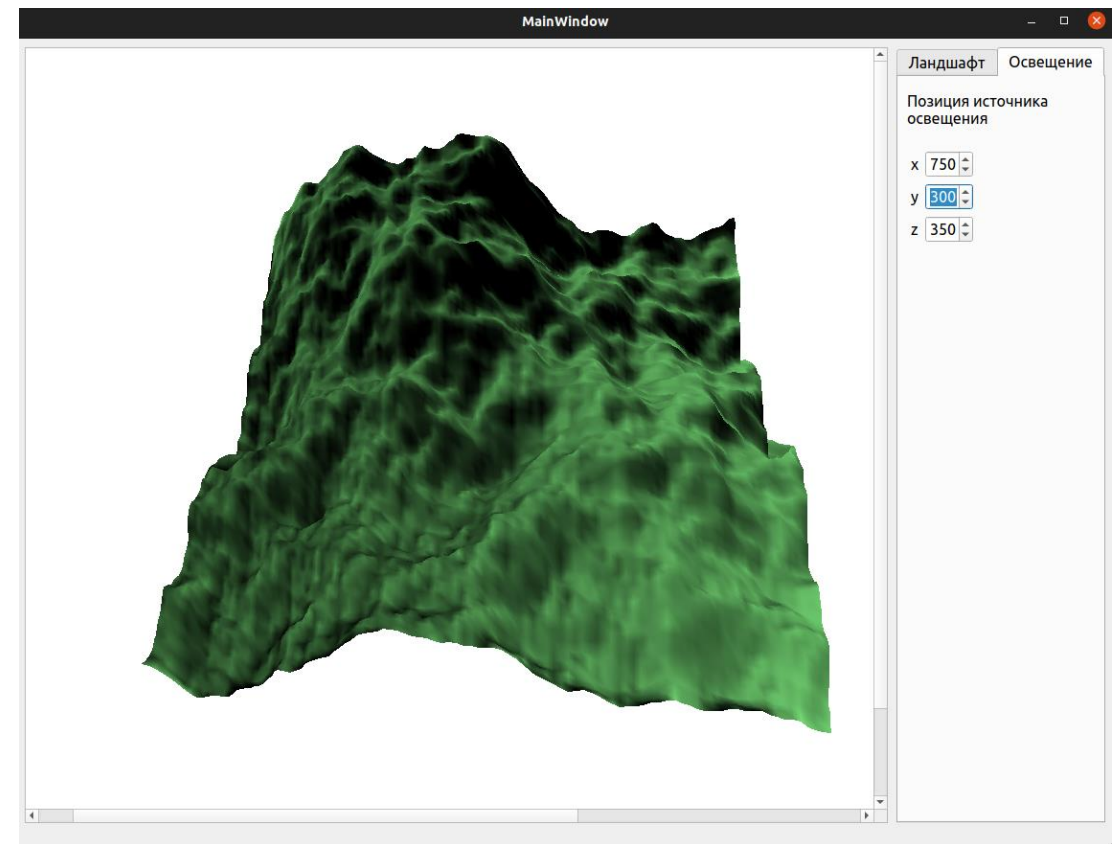 MainWindow
Ландшафт Освещение
Позиция источника
освещения
x 750
y 300
z 350